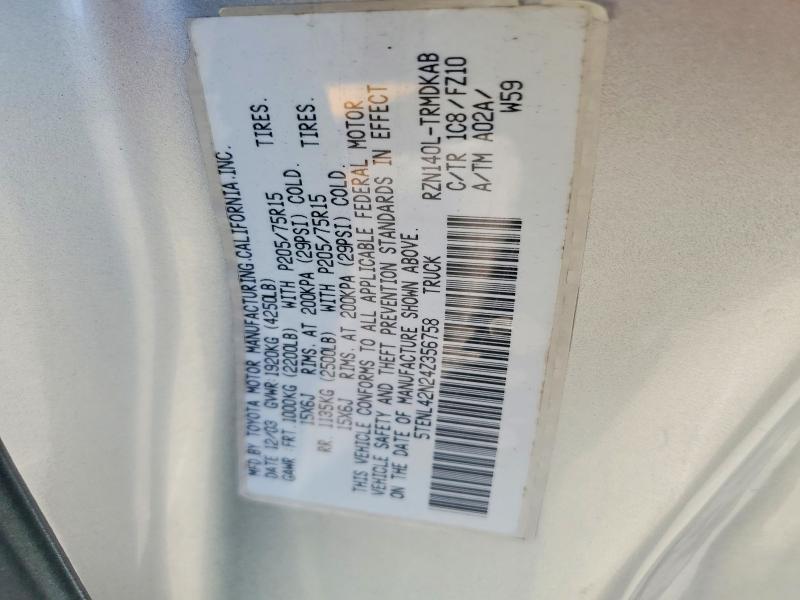 MFD BY TOYOTA MOTOR MANUFACTURING, CALIFORNIA, INC.
DATE 12/03 GVWR 1920KG (4250LB)
GAWR FRT. 1000KG (2200LB) WITH P205/75R15 TIRES.
15X6J RIMS. AT 200KPA (29PSI) COLD.
RR. 1135KG (2500LB) WITH P205/75R15 TIRES.
15X6J RIMS. AT 200KPA (29PSI) COLD.
THIS VEHICLE CONFORMS TO ALL APPLICABLE FEDERAL MOTOR
VEHICLE SAFETY AND THEFT PREVENTION STANDARDS IN EFFECT
ON THE DATE OF MANUFACTURE SHOWN ABOVE.
5TENL42N24Z356758 TRUCK
RZN140L-TRMDKAB
C/TR 1C8/FZ10
A/TM A02A/
W59